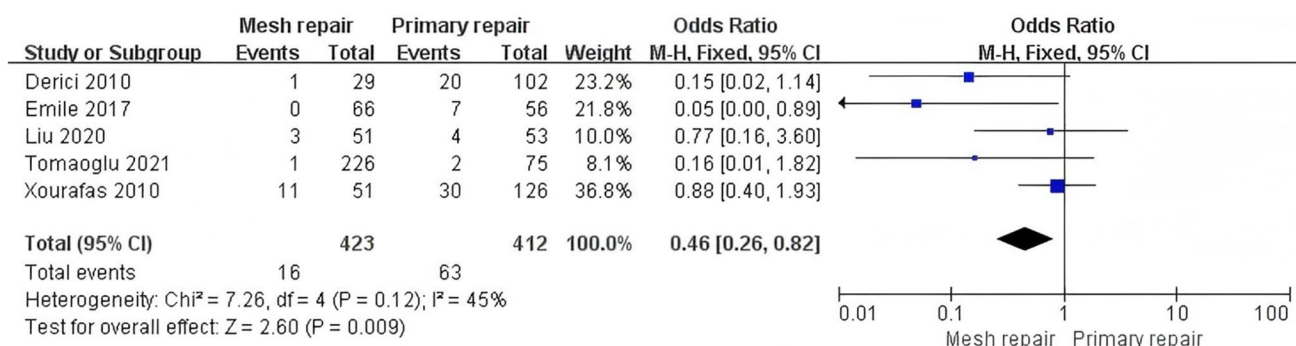 Mesh repair Primary repair Odds Ratio Odds Ratio
Study or Subgroup Events Total Events Total Weight M-H, Fixed, 95% CI M-H, Fixed, 95% CI
Derici 2010 1 29 20 102 23.2% 0.15 [0.02, 1.14]
Emile 2017 0 66 7 56 21.8% 0.05 [0.00, 0.89]
Liu 2020 3 51 4 53 10.0% 0.77 [0.16, 3.60]
Tomaoglu 2021 1 226 2 75 8.1% 0.16 [0.01, 1.82]
Xourafas 2010 11 51 30 126 36.8% 0.88 [0.40, 1.93]
Total (95% CI) 423 412 100.0% 0.46 [0.26, 0.82]
Total events 16 63
Heterogeneity: Chi² = 7.26, df = 4 (P = 0.12); I² = 45%
Test for overall effect: Z = 2.60 (P = 0.009)
0.01 0.1 1 10 100
Mesh repair Primary repair